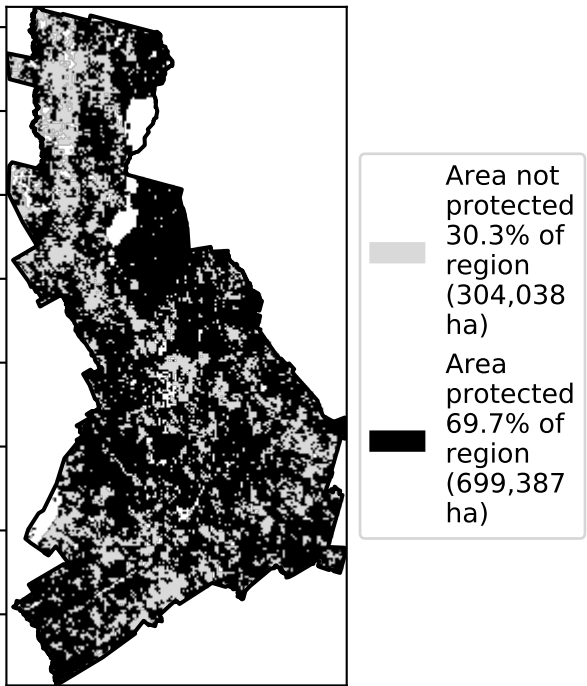 Area not
protected
30.3% of
region
(304,038
ha)
Area
protected
69.7% of
region
(699,387
ha)